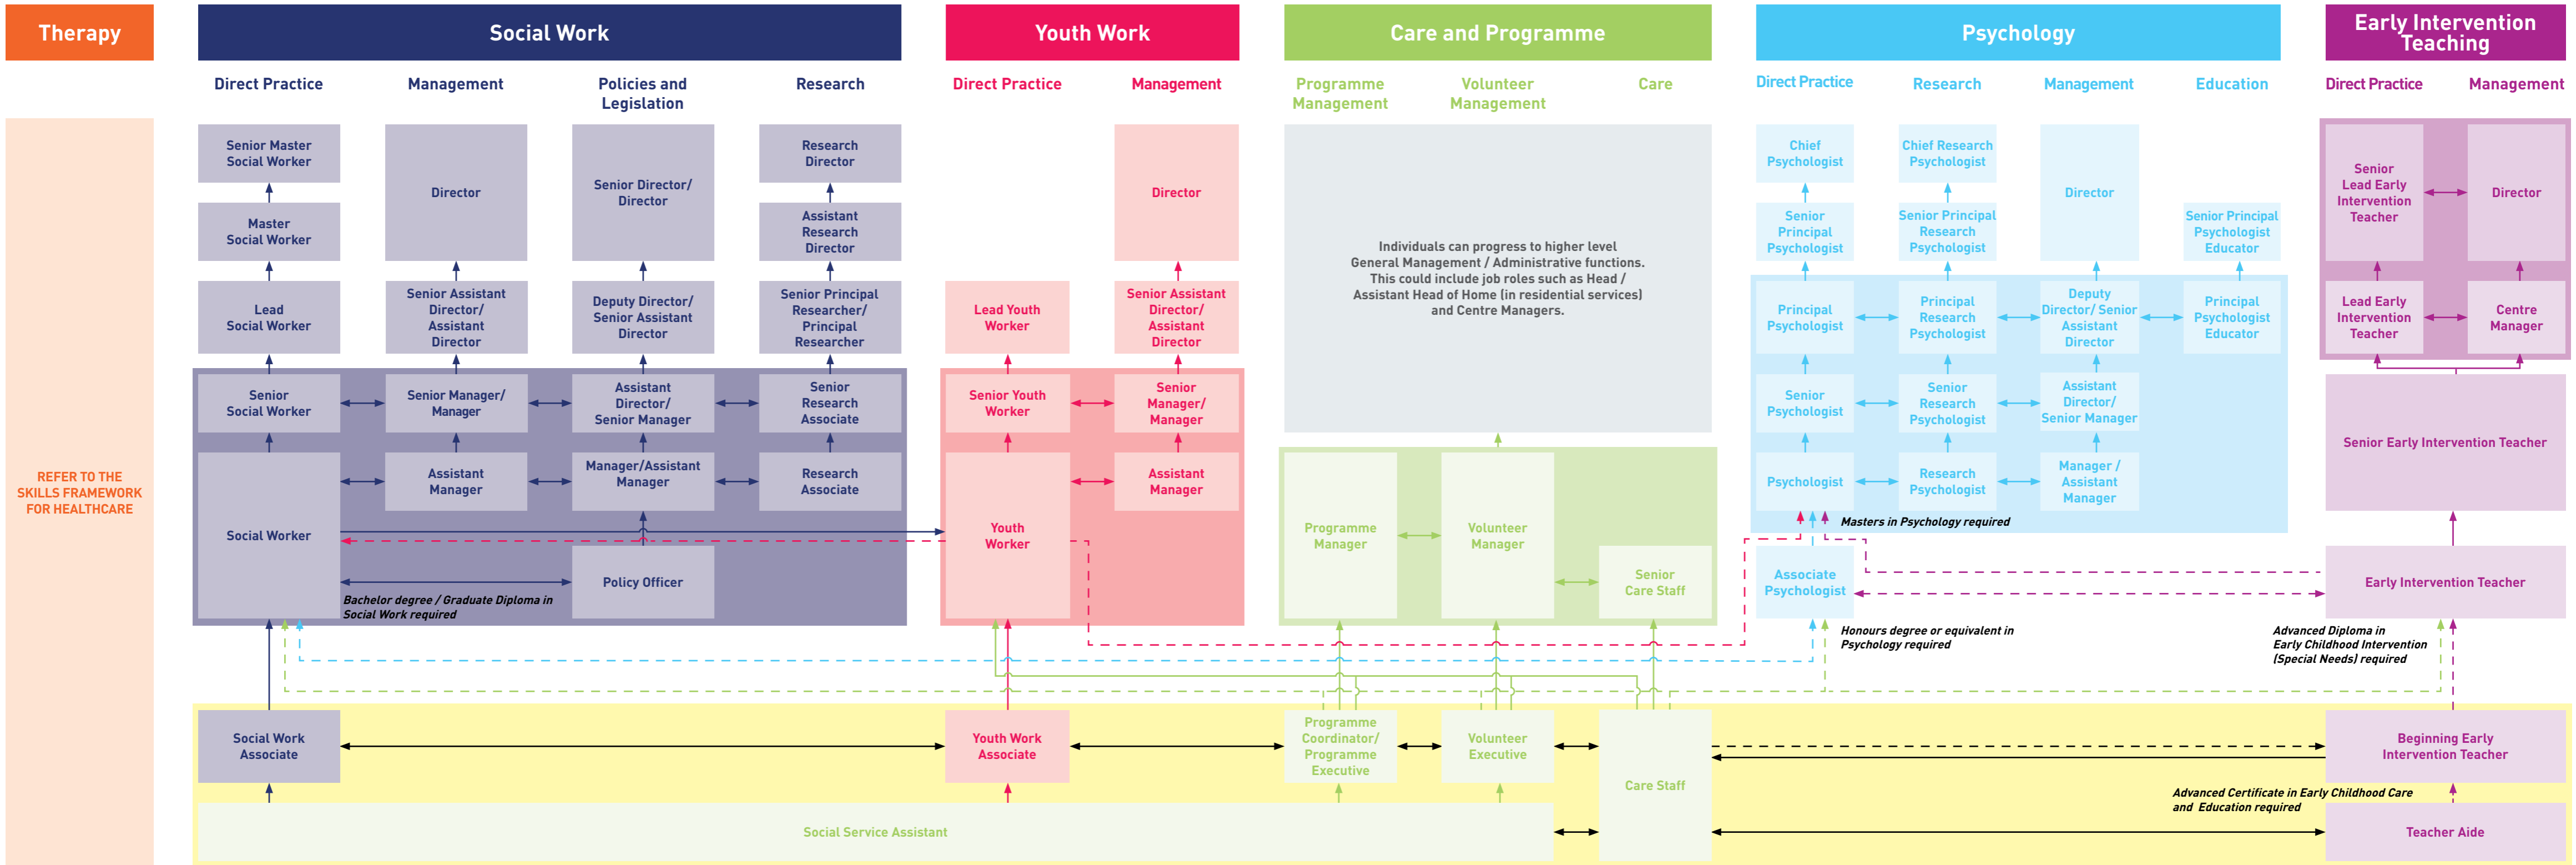 Therapy
Social Work
Youth Work
Care and Programme
Psychology
Early Intervention
Teaching
Direct Practice
Management
Policies and
Legislation
Research
Direct Practice
Management
Programme
Management
Volunteer
Management
Care
Direct Practice
Research
Management
Education
Direct Practice
Management
REFER TO THE
SKILLS FRAMEWORK
FOR HEALTHCARE
Senior Master
Social Worker
Master
Social Worker
Lead
Social Worker
Senior
Social Worker
Social Worker
Director
Senior Assistant
Director/
Assistant
Director
Senior Manager/
Manager
Assistant
Manager
Senior Director/
Director
Deputy Director/
Senior Assistant
Director
Assistant
Director/
Senior Manager
Manager/Assistant
Manager
Policy Officer
Research
Director
Assistant
Research
Director
Senior Principal
Researcher/
Principal
Researcher
Senior
Research
Associate
Research
Associate
Bachelor degree / Graduate Diploma in
Social Work required
Lead Youth
Worker
Senior Youth
Worker
Youth
Worker
Director
Senior Assistant
Director/
Assistant
Director
Senior
Manager/
Manager
Assistant
Manager
Individuals can progress to higher level
General Management / Administrative functions.
This could include job roles such as Head /
Assistant Head of Home (in residential services)
and Centre Managers.
Programme
Manager
Volunteer
Manager
Senior
Care Staff
Chief
Psychologist
Senior
Principal
Psychologist
Principal
Psychologist
Senior
Psychologist
Psychologist
Chief Research
Psychologist
Senior Principal
Research
Psychologist
Principal
Research
Psychologist
Senior
Research
Psychologist
Research
Psychologist
Director
Deputy
Director/ Senior
Assistant
Director
Assistant
Director/
Senior Manager
Manager /
Assistant
Manager
Senior Principal
Psychologist
Educator
Principal
Psychologist
Educator
Masters in Psychology required
Associate
Psychologist
Honours degree or equivalent in
Psychology required
Senior
Lead Early
Intervention
Teacher
Director
Lead Early
Intervention
Teacher
Centre
Manager
Senior Early Intervention Teacher
Early Intervention Teacher
Advanced Diploma in
Early Childhood Intervention
(Special Needs) required
Social Work
Associate
Youth Work
Associate
Programme
Coordinator/
Programme
Executive
Volunteer
Executive
Care Staff
Beginning Early
Intervention Teacher
Advanced Certificate in Early Childhood Care
and Education required
Social Service Assistant
Teacher Aide